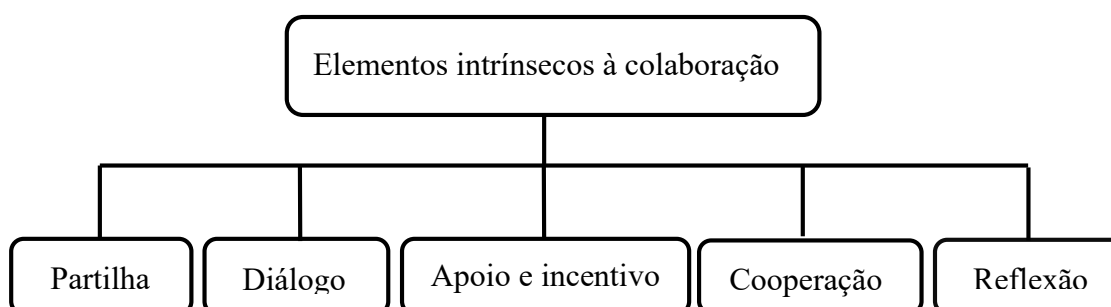 Elementos intrínsecos à colaboração
Partilha
Diálogo
Apoio e incentivo
Cooperação
Reflexão